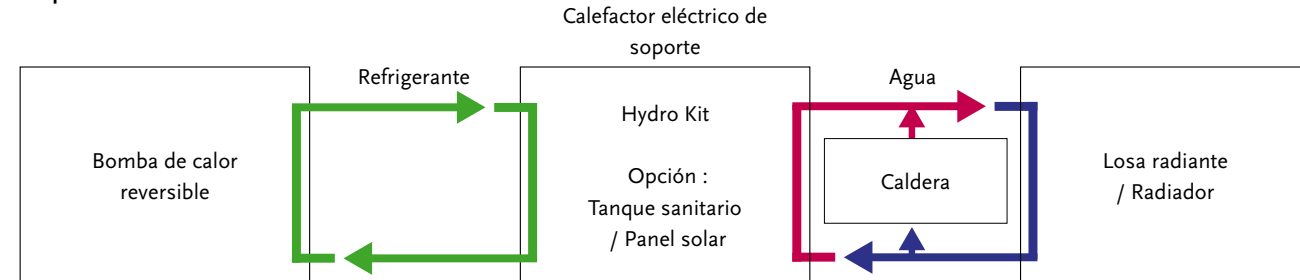 Calefactor eléctrico de
soporte
Refrigerante
Agua
Bomba de calor
reversible
Hydro Kit
Opción :
Tanque sanitario
/ Panel solar
Caldera
Losa radiante
/ Radiador